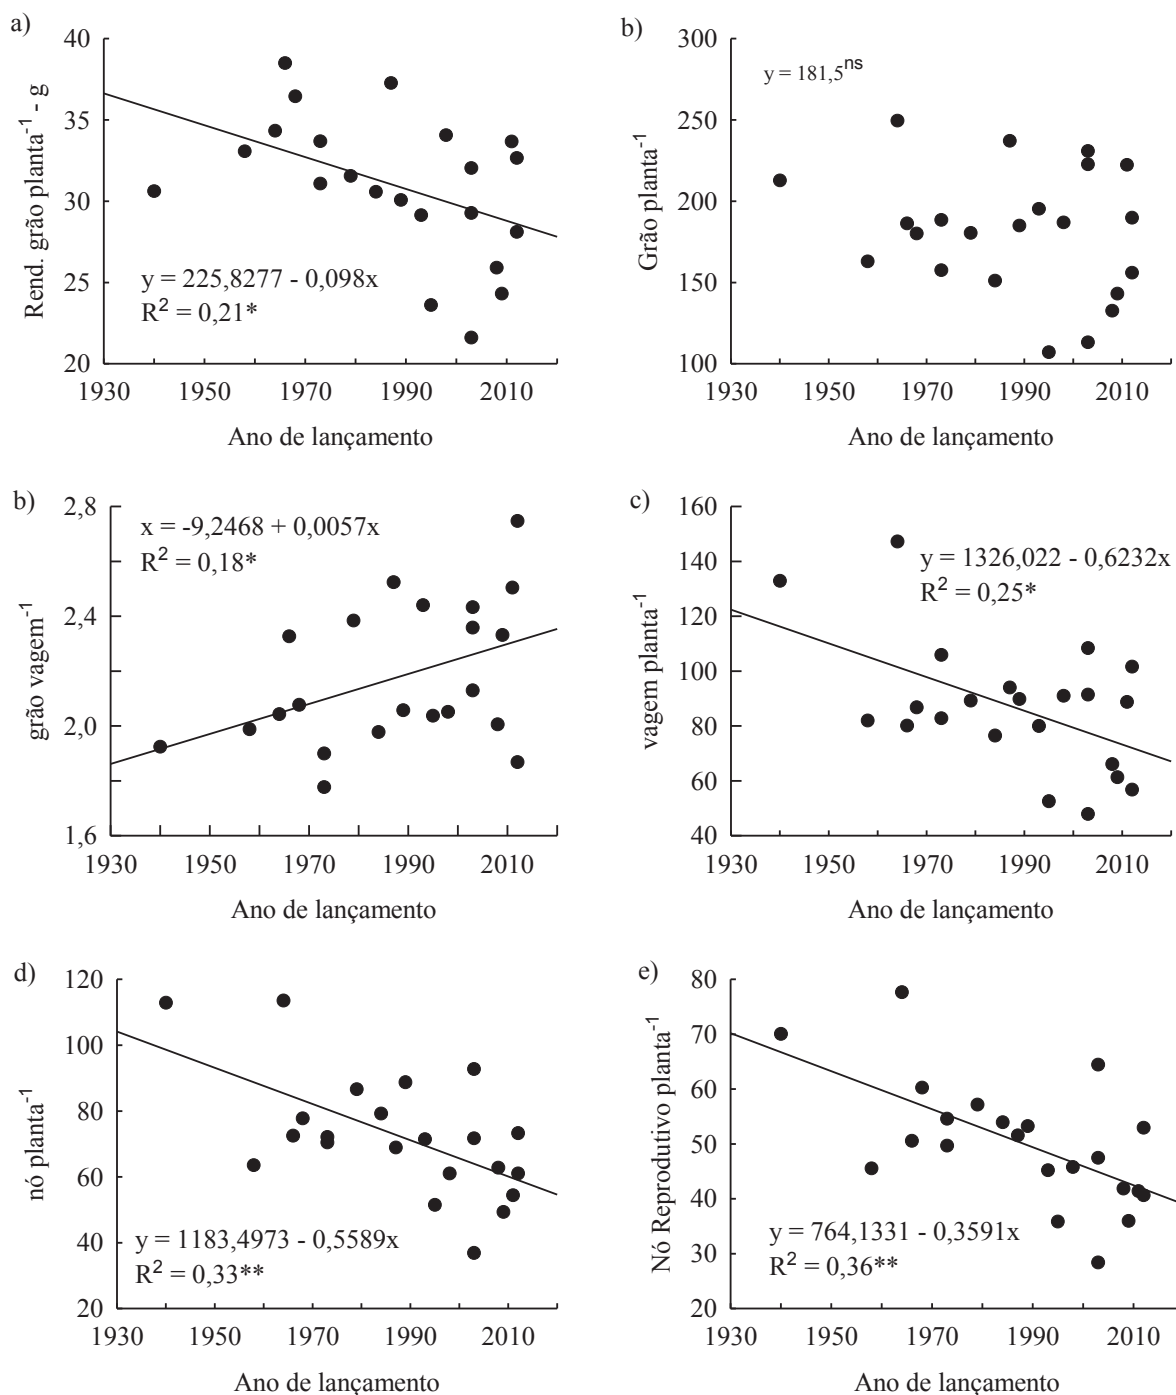 a)
40
35
30
25
20
Rend. grão planta⁻¹ - g
y = 225,8277 - 0,098x
R² = 0,21*
1930 1950 1970 1990 2010
Ano de lançamento
b)
300
250
200
150
100
Grão planta⁻¹
y = 181,5ⁿˢ
1930 1950 1970 1990 2010
Ano de lançamento
b)
2,8
2,4
2,0
1,6
grão vagem⁻¹
x = -9,2468 + 0,0057x
R² = 0,18*
1930 1950 1970 1990 2010
Ano de lançamento
c)
160
140
120
100
80
60
40
vagem planta⁻¹
y = 1326,022 - 0,6232x
R² = 0,25*
1930 1950 1970 1990 2010
Ano de lançamento
d)
120
100
80
60
40
20
nó planta⁻¹
y = 1183,4973 - 0,5589x
R² = 0,33**
1930 1950 1970 1990 2010
Ano de lançamento
e)
80
70
60
50
40
30
20
Nó Reprodutivo planta⁻¹
y = 764,1331 - 0,3591x
R² = 0,36**
1930 1950 1970 1990 2010
Ano de lançamento